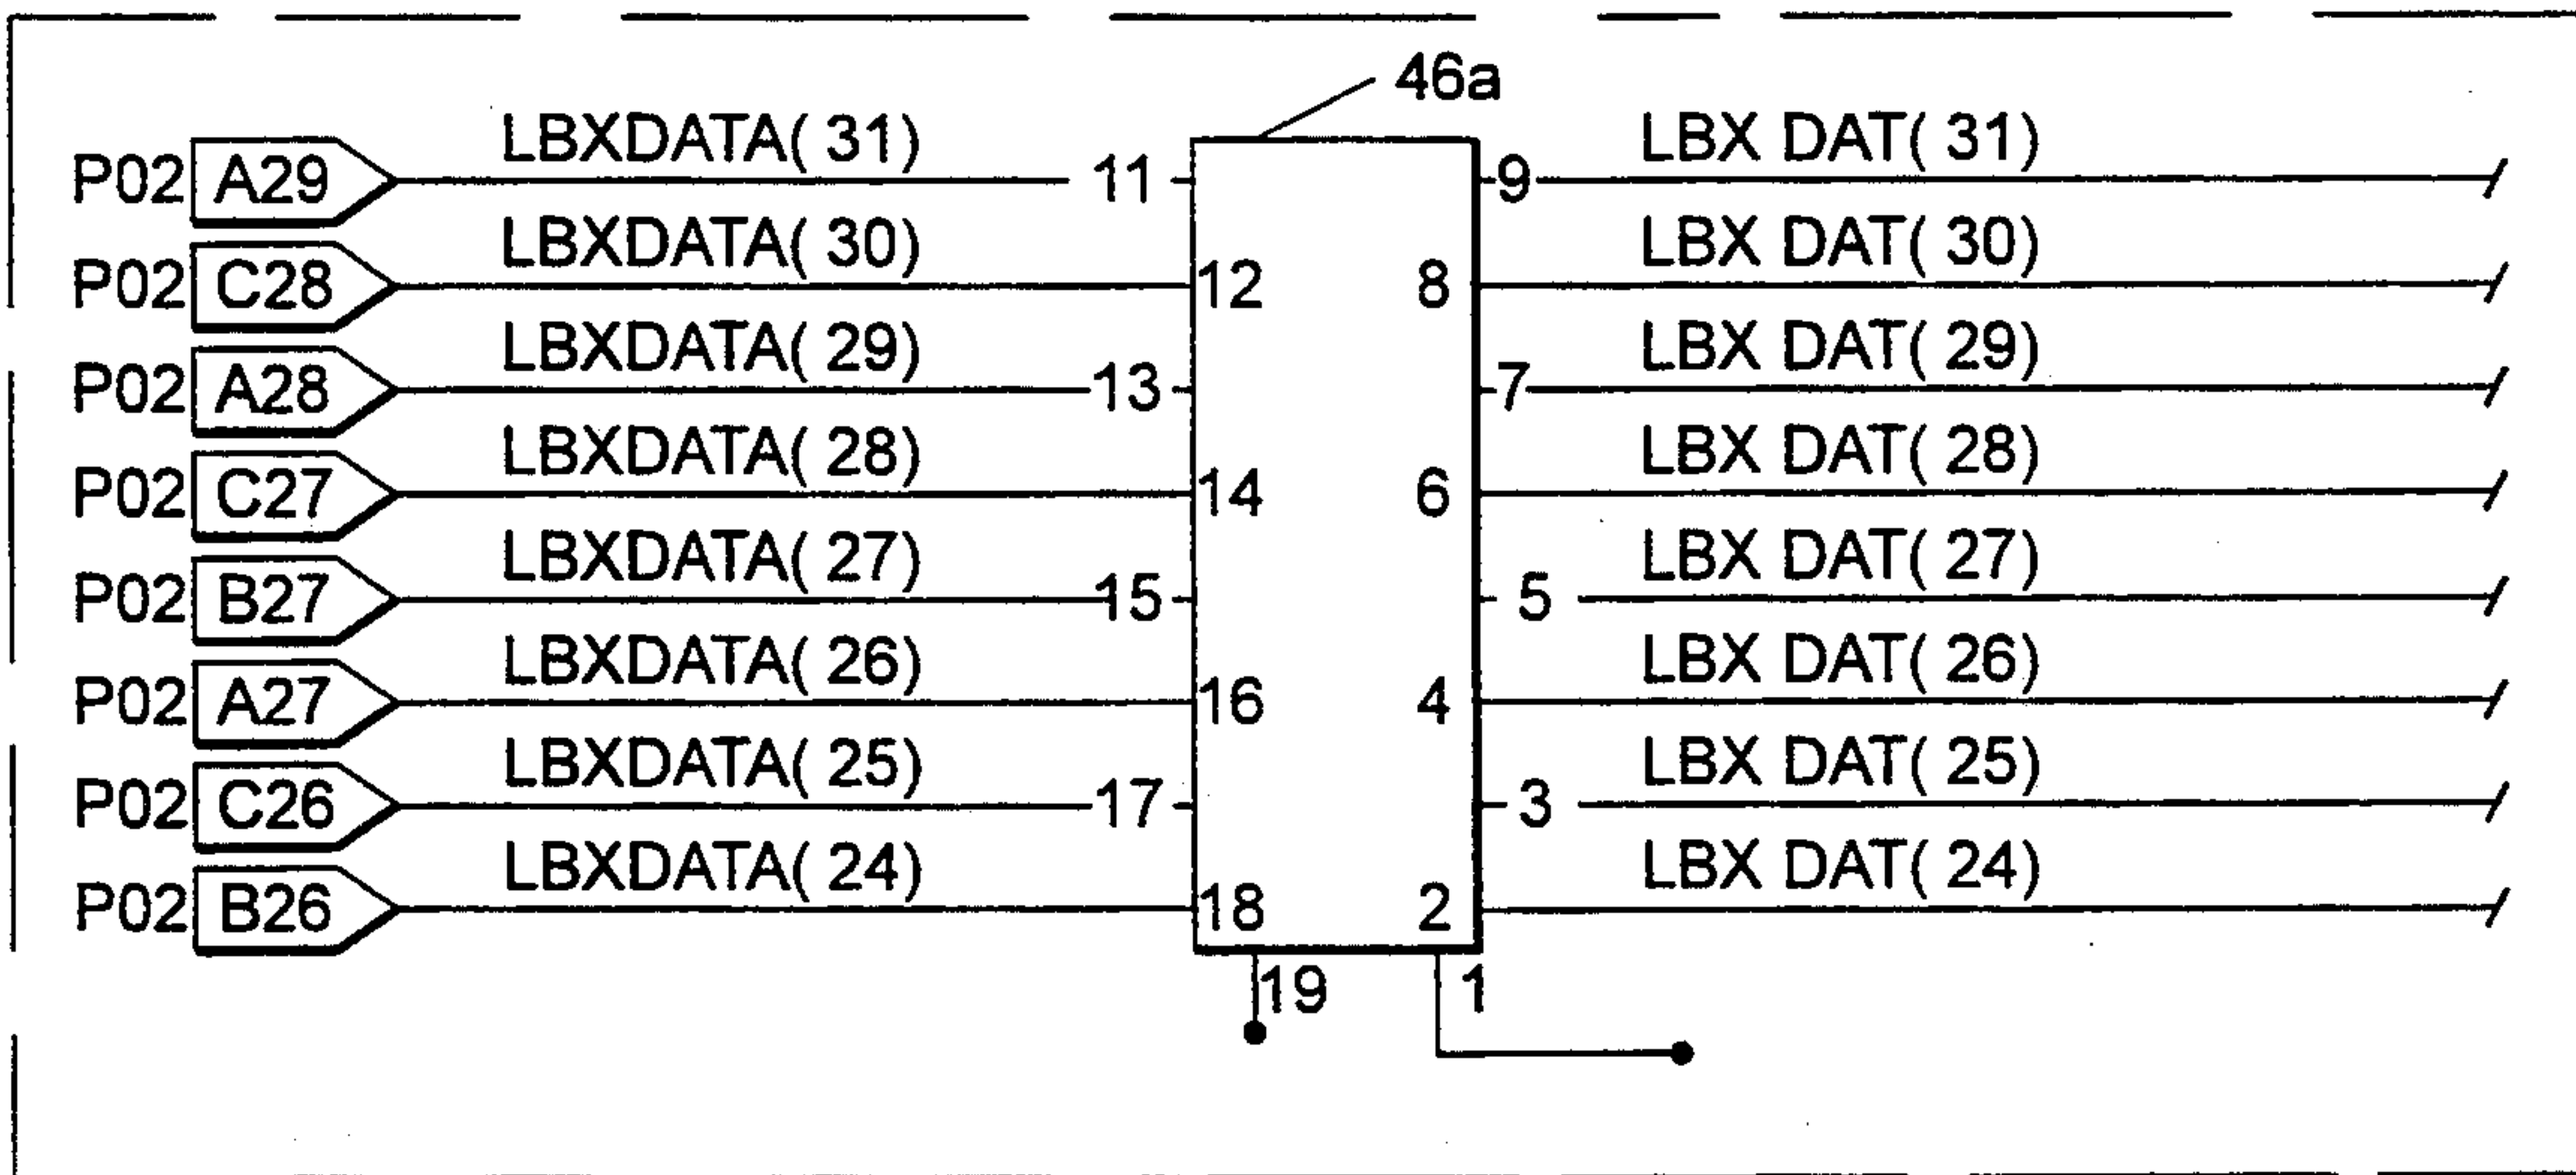 46a
P02 A29 LBXDATA( 31) 11 9 LBX DAT( 31)
P02 C28 LBXDATA( 30) 12 8 LBX DAT( 30)
P02 A28 LBXDATA( 29) 13 7 LBX DAT( 29)
P02 C27 LBXDATA( 28) 14 6 LBX DAT( 28)
P02 B27 LBXDATA( 27) 15 5 LBX DAT( 27)
P02 A27 LBXDATA( 26) 16 4 LBX DAT( 26)
P02 C26 LBXDATA( 25) 17 3 LBX DAT( 25)
P02 B26 LBXDATA( 24) 18 2 LBX DAT( 24)
19 1